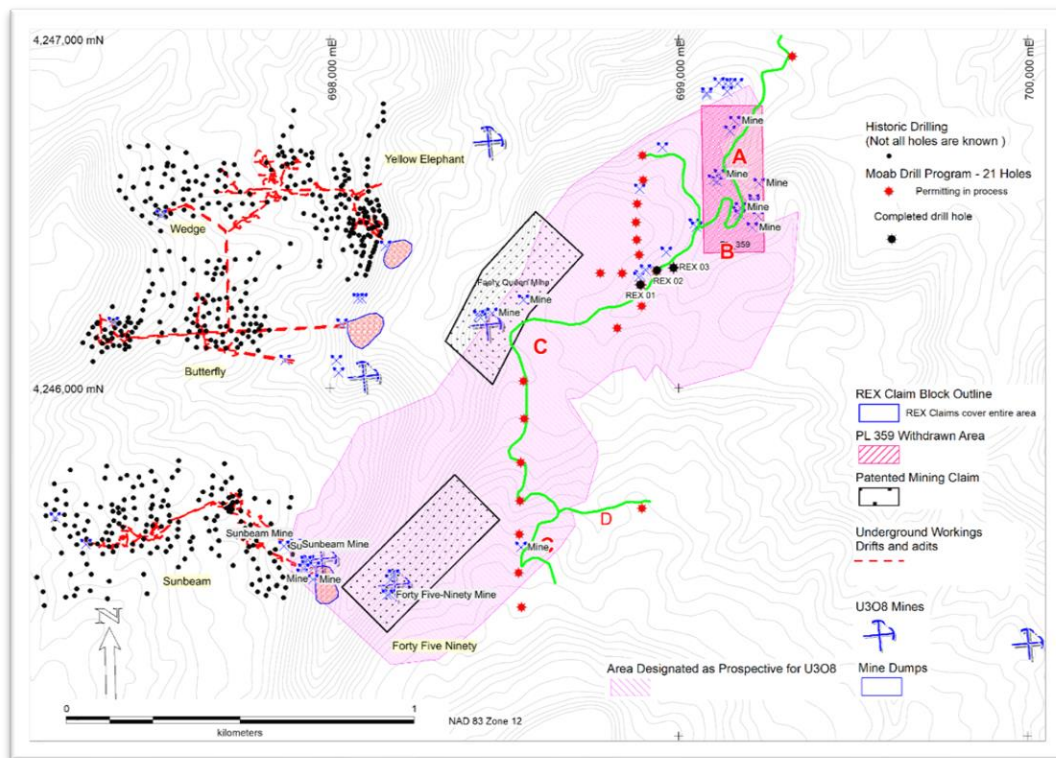 4,247,000 mN
698,000 mE
699,000 mE
700,000 mE
Yellow Elephant
Wedge
Mine
A
Mine
Mine
Mine
Mine
B
Historic Drilling
(Not all holes are known )
Moab Drill Program - 21 Holes
Permitting in process
Completed drill hole
REX 03
REX 02
REX 01
Mine
Mine
C
Butterfly
4,246,000 mN
REX Claim Block Outline
REX Claims cover entire area
PL 359 Withdrawn Area
Patented Mining Claim
Underground Workings
Drifts and adits
D
Sunbeam Mine
Sunbeam Mine
Mine
Mine
Mine
Sunbeam
Forty Five-Ninety Mine
Forty Five Ninety
N
U3O8 Mines
Mine Dumps
Area Designated as Prospective for U3O8
0
1
kilometers
NAD 83 Zone 12